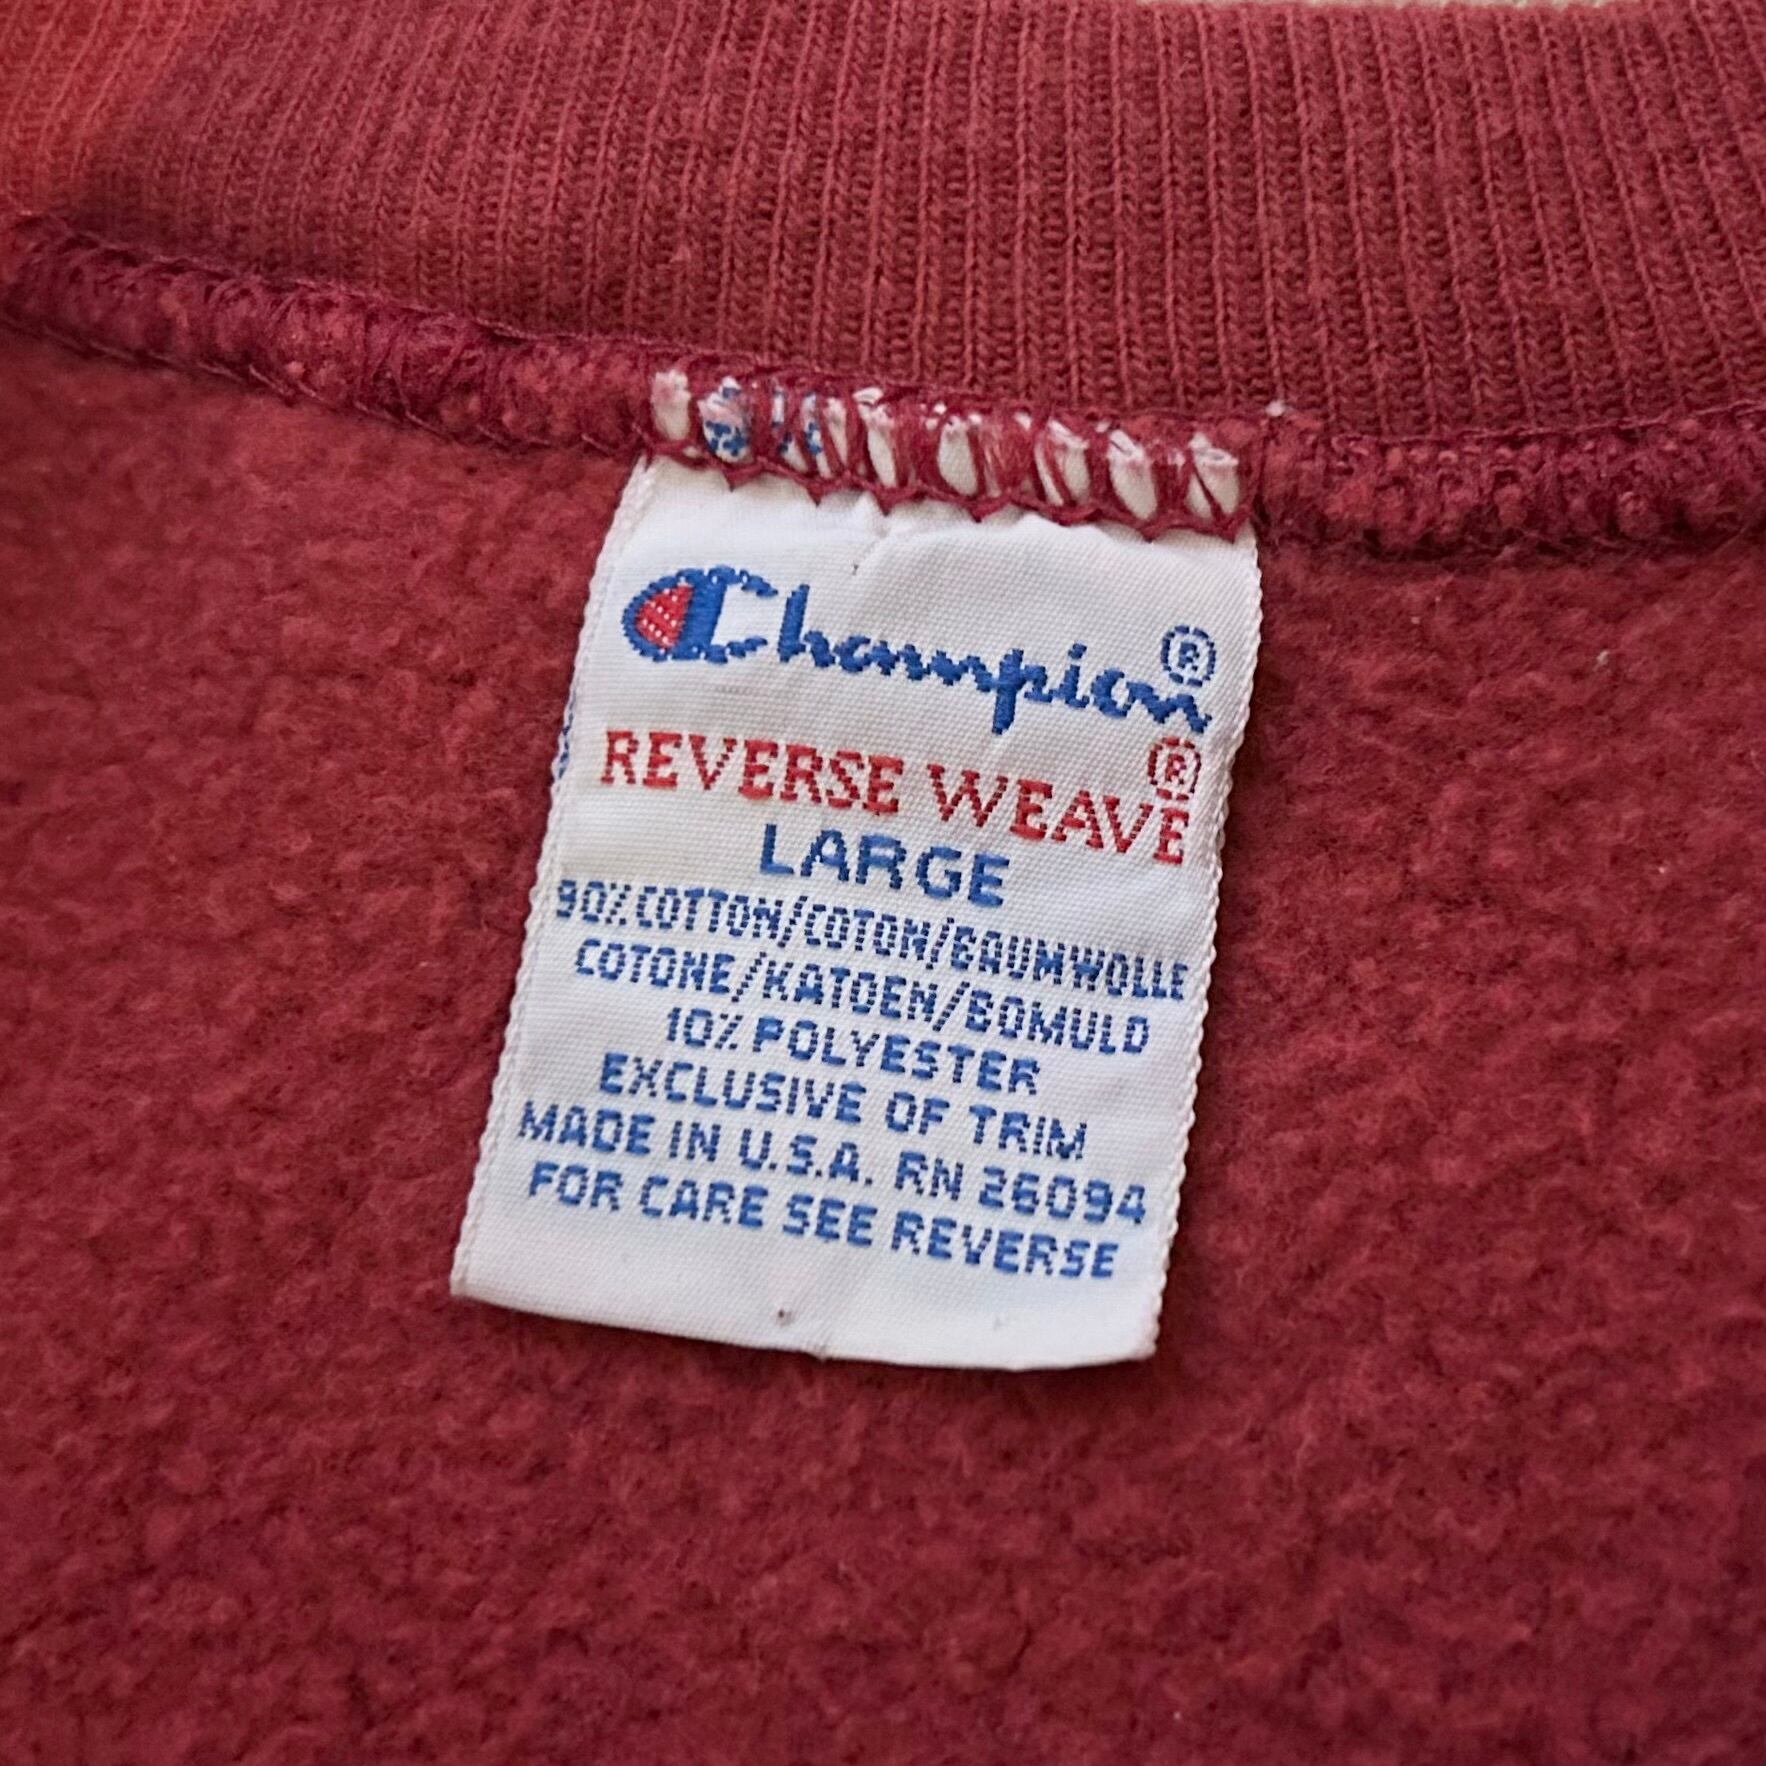 Champion®
REVERSE WEAVE®
LARGE
90% COTTON/COTON/BAUMWOLLE
COTONE/KATOEN/BOMULD
10% POLYESTER
EXCLUSIVE OF TRIM
MADE IN U.S.A. RN 26094
FOR CARE SEE REVERSE